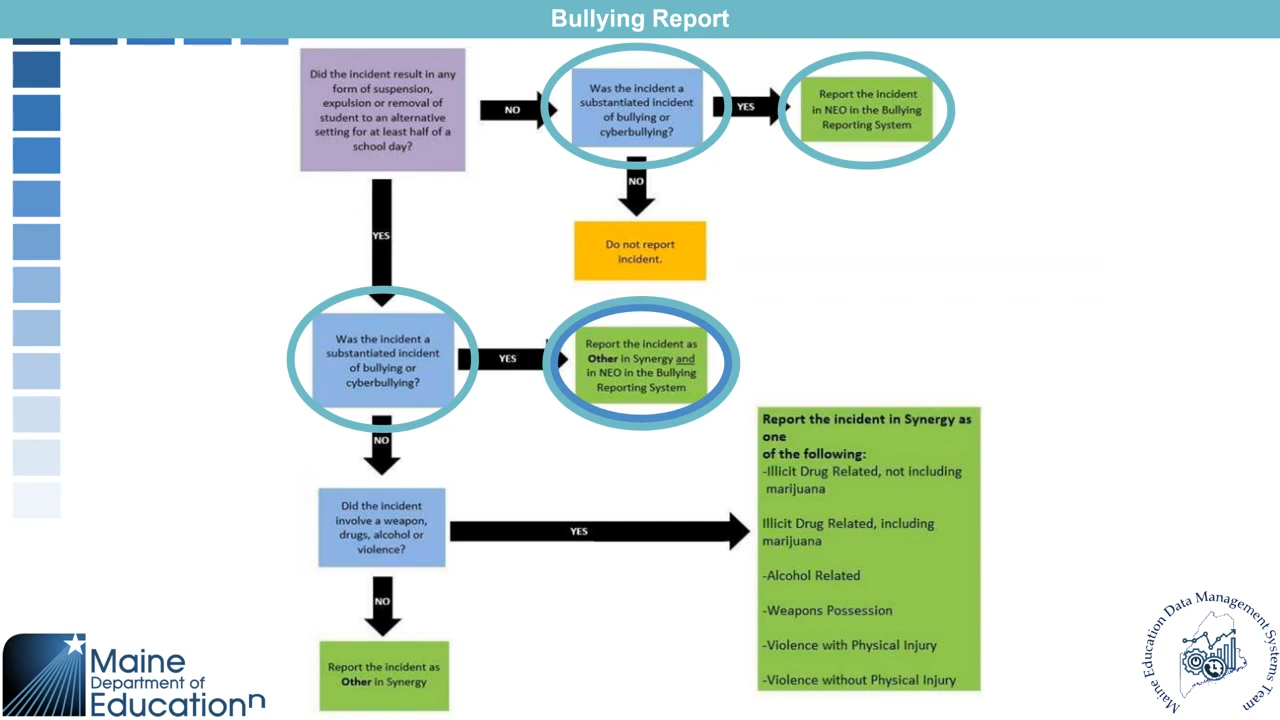 Bullying Report
Did the incident result in any
form of suspension,
expulsion or removal of
student to an alternative
setting for at least half of a
school day?
NO
Was the incident a
substantiated incident
of bullying or
cyberbullying?
YES
Report the incident
in NEO in the Bullying
Reporting System
NO
Do not report
incident.
YES
Was the incident a
substantiated incident
of bullying or
cyberbullying?
YES
Report the incident as
Other in Synergy and
in NEO in the Bullying
Reporting System
NO
Did the incident
involve a weapon,
drugs, alcohol or
violence?
YES
Report the incident in Synergy as
one
of the following:
-Illicit Drug Related, not including
marijuana
Illicit Drug Related, including
marijuana
-Alcohol Related
-Weapons Possession
-Violence with Physical Injury
-Violence without Physical Injury
NO
Report the incident as
Other in Synergy
Maine
Department of
Educationn
Maine Education Data Management Systems Team